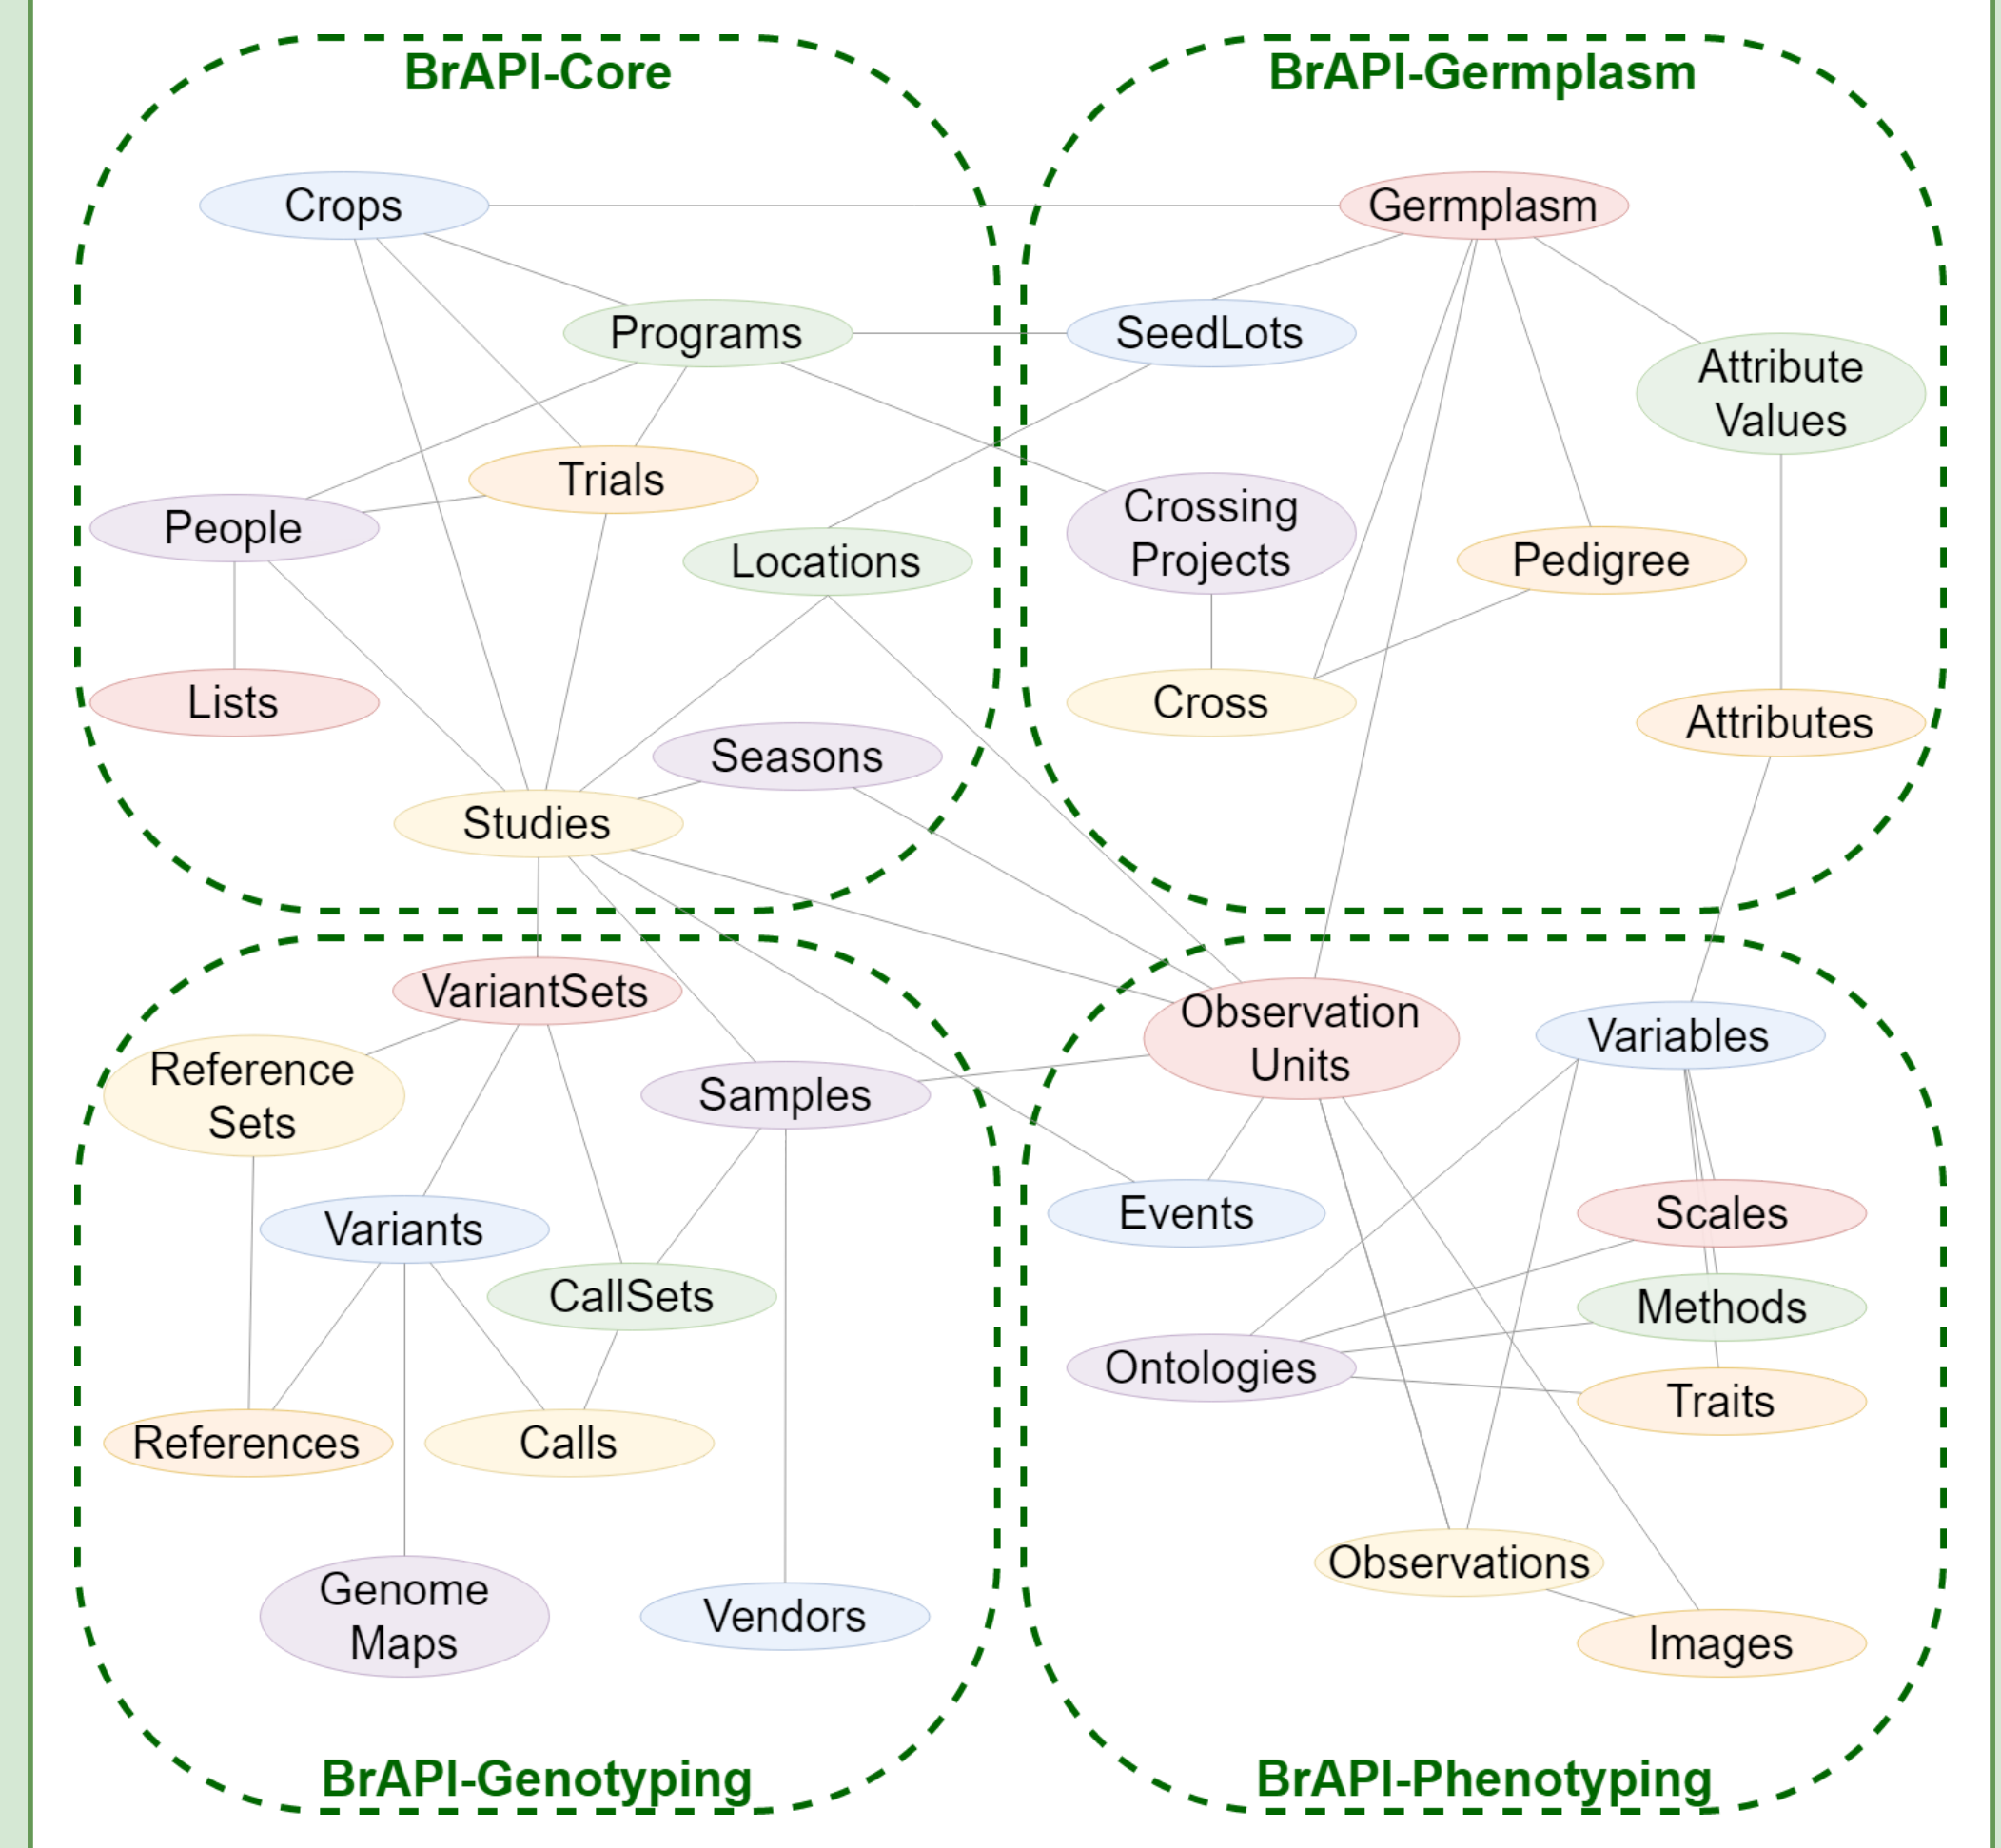 BrAPI-Core
Crops
Programs
Trials
People
Locations
Lists
Seasons
Studies
BrAPI-Germplasm
Germplasm
SeedLots
Attribute
Values
Crossing
Projects
Pedigree
Cross
Attributes
VariantSets
Reference
Sets
Samples
Variants
CallSets
References
Calls
Genome
Maps
Vendors
BrAPI-Genotyping
Observation
Units
Variables
Events
Scales
Methods
Ontologies
Traits
Observations
Images
BrAPI-Phenotyping